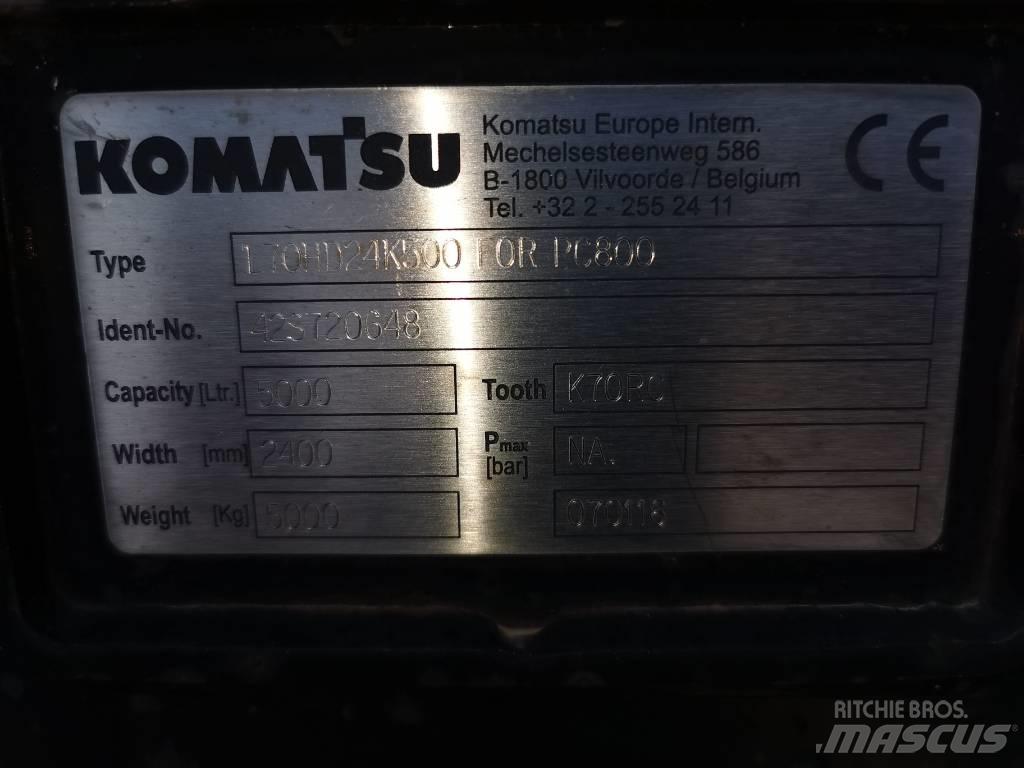 KOMATSU
Komatsu Europe Intern.
Mechelsesteenweg 586
B-1800 Vilvoorde / Belgium
Tel. +32 2 - 255 24 11
CE
Type L70HD24K500 FOR PC800
Ident-No. 42S720648
Capacity [Ltr.] 5000 Tooth K70RC
Width [mm] 2400 Pmax [bar] NA.
Weight [Kg] 5000 070118
RITCHIE BROS.
MASCUS